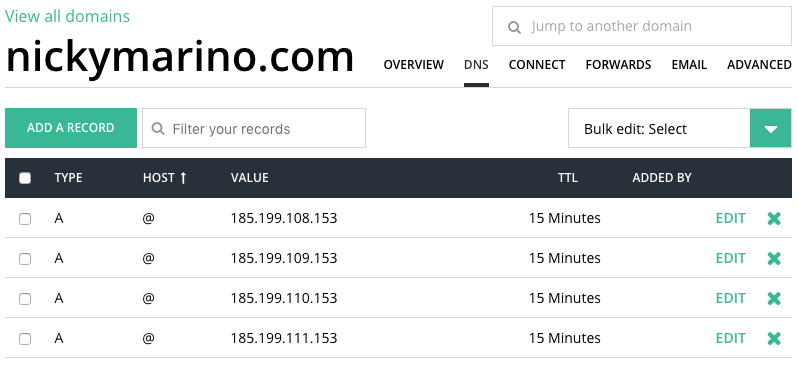 View all domains
Jump to another domain
nickymarino.com
OVERVIEW DNS CONNECT FORWARDS EMAIL ADVANCED
ADD A RECORD Filter your records Bulk edit: Select
TYPE HOST ↑ VALUE TTL ADDED BY
A @ 185.199.108.153 15 Minutes EDIT
A @ 185.199.109.153 15 Minutes EDIT
A @ 185.199.110.153 15 Minutes EDIT
A @ 185.199.111.153 15 Minutes EDIT